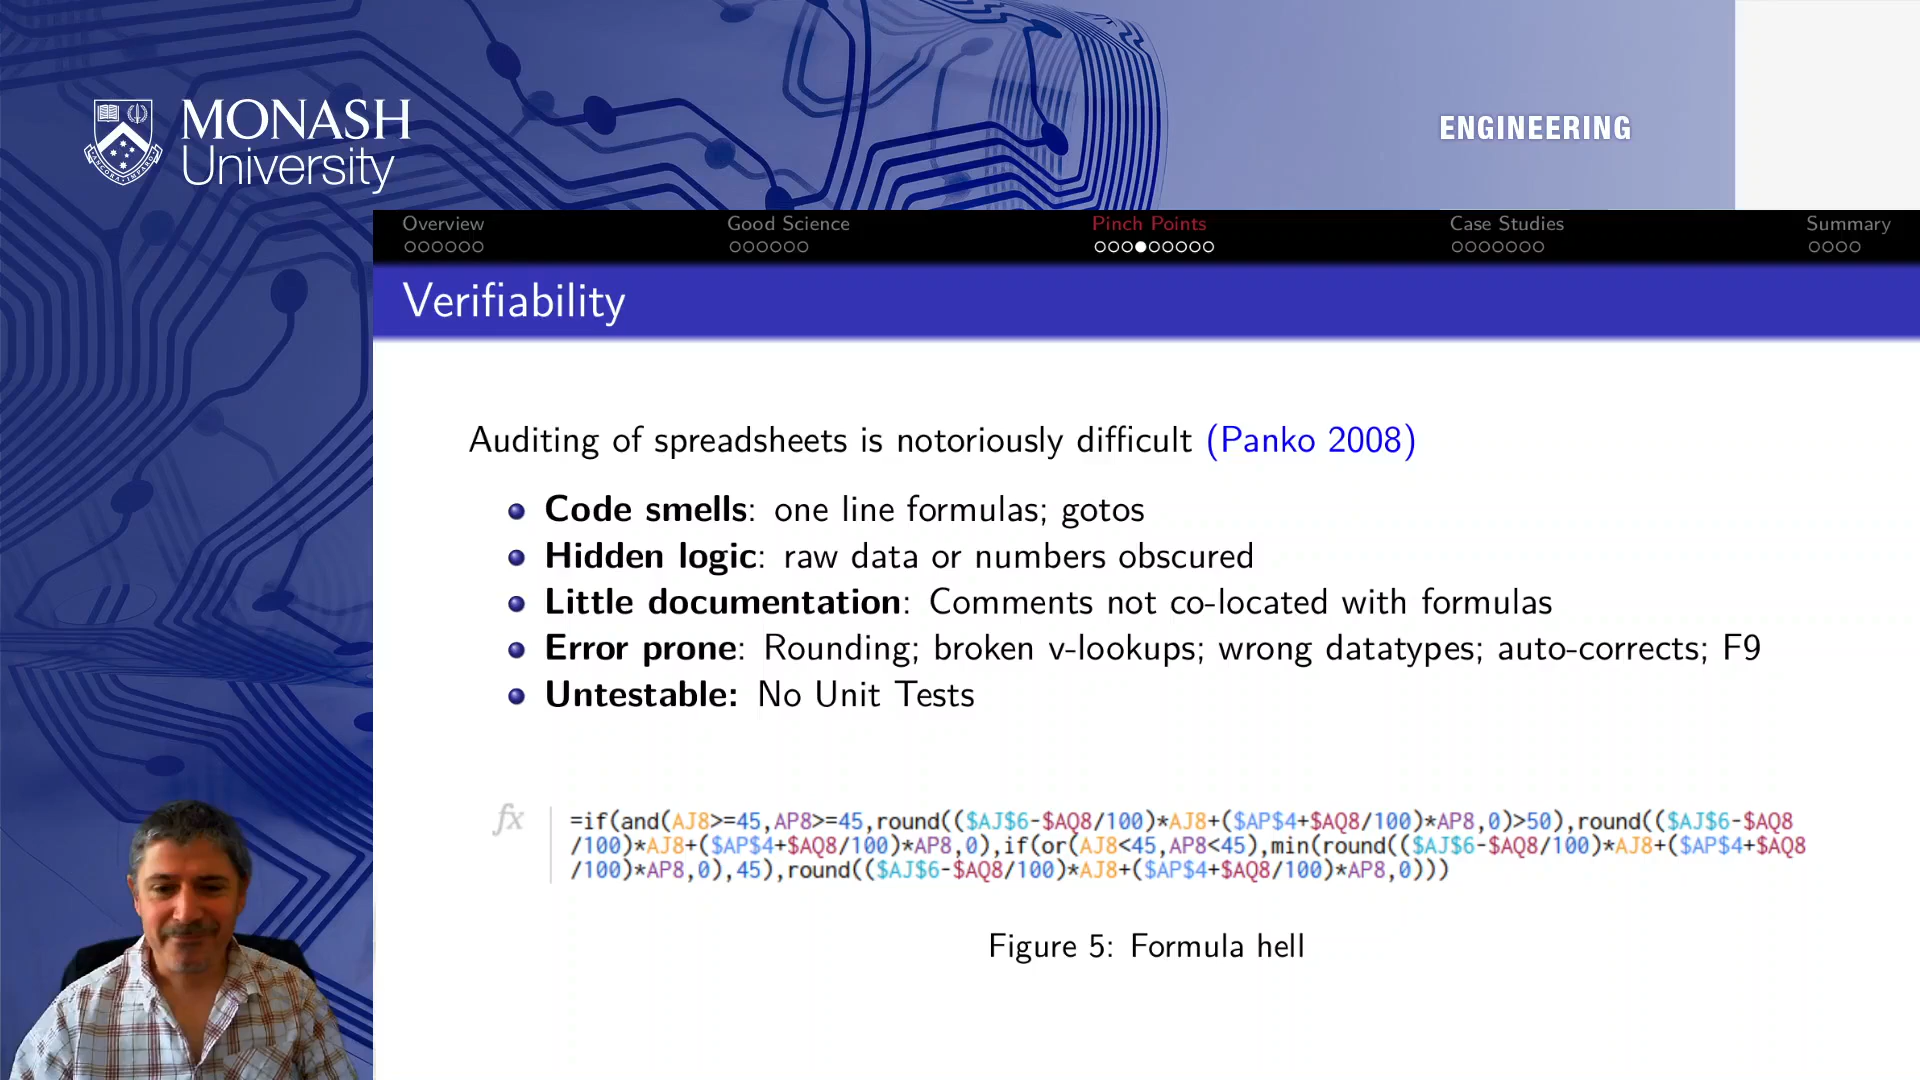 MONASH
University
ENGINEERING
Overview
Good Science
Pinch Points
Case Studies
Summary
Verifiability
Auditing of spreadsheets is notoriously difficult (Panko 2008)
Code smells: one line formulas; gotos
Hidden logic: raw data or numbers obscured
Little documentation: Comments not co-located with formulas
Error prone: Rounding; broken v-lookups; wrong datatypes; auto-corrects; F9
Untestable: No Unit Tests
fx
=if(and(AJ8>=45,AP8>=45,round(($AJ$6-$AQ8/100)*AJ8+($AP$4+$AQ8/100)*AP8,0)>50),round(($AJ$6-$AQ8
/100)*AJ8+($AP$4+$AQ8/100)*AP8,0),if(or(AJ8<45,AP8<45),min(round(($AJ$6-$AQ8/100)*AJ8+($AP$4+$AQ8
/100)*AP8,0),45),round(($AJ$6-$AQ8/100)*AJ8+($AP$4+$AQ8/100)*AP8,0)))
Figure 5: Formula hell